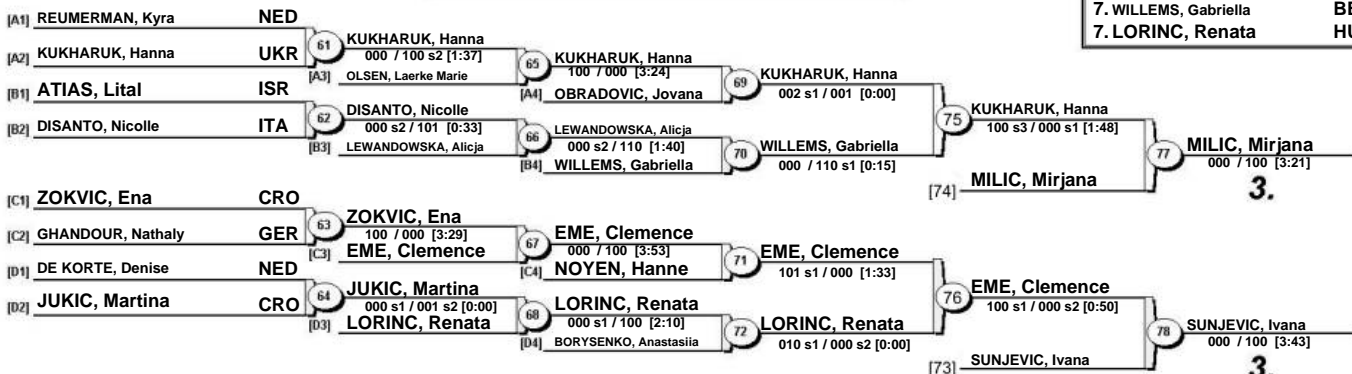 7. WILLEMS, Gabriella
7. LORINC, Renata
[A1] REUMERMAN, Kyra NED
61
[A2] KUKHARUK, Hanna UKR
KUKHARUK, Hanna
000 / 100 s2 [1:37]
[A3] OLSEN, Laerke Marie
65
KUKHARUK, Hanna
100 / 000 [3:24]
[A4] OBRADOVIC, Jovana
69
KUKHARUK, Hanna
002 s1 / 001 [0:00]
[B1] ATIAS, Lital ISR
62
[B2] DISANTO, Nicolle ITA
DISANTO, Nicolle
000 s2 / 101 [0:33]
[B3] LEWANDOWSKA, Alicja
66
LEWANDOWSKA, Alicja
000 s2 / 110 [1:40]
[B4] WILLEMS, Gabriella
70
WILLEMS, Gabriella
000 / 110 s1 [0:15]
75
KUKHARUK, Hanna
100 s3 / 000 s1 [1:48]
[74] MILIC, Mirjana
77
MILIC, Mirjana
000 / 100 [3:21]
3.
[C1] ZOKVIC, Ena CRO
63
[C2] GHANDOUR, Nathaly GER
ZOKVIC, Ena
100 / 000 [3:29]
[C3] EME, Clemence
67
EME, Clemence
000 / 100 [3:53]
[C4] NOYEN, Hanne
71
EME, Clemence
101 s1 / 000 [1:33]
[D1] DE KORTE, Denise NED
64
[D2] JUKIC, Martina CRO
JUKIC, Martina
000 s1 / 001 s2 [0:00]
[D3] LORINC, Renata
68
LORINC, Renata
000 s1 / 100 [2:10]
[D4] BORYSENKO, Anastasiia
72
LORINC, Renata
010 s1 / 000 s2 [0:00]
76
EME, Clemence
100 s1 / 000 s2 [0:50]
[73] SUNJEVIC, Ivana
78
SUNJEVIC, Ivana
000 / 100 [3:43]
3.